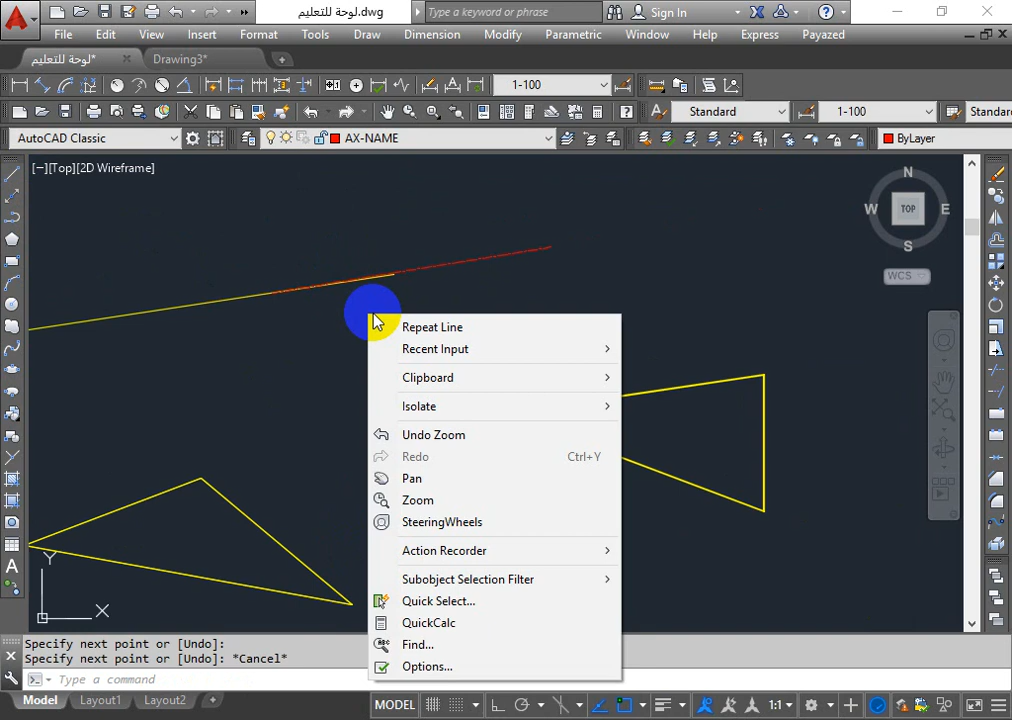 لوحة للتعليم.dwg
Type a keyword or phrase
Sign In
File Edit View Insert Format Tools Draw Dimension Modify Parametric Window Help Express Payazed
لوحة للتعليم*
Drawing3*
1-100
Standard
1-100
Standard
AutoCAD Classic
AX-NAME
ByLayer
[−][Top][2D Wireframe]
N
W TOP E
S
WCS
Repeat Line
Recent Input
Clipboard
Isolate
Undo Zoom
Redo Ctrl+Y
Pan
Zoom
SteeringWheels
Action Recorder
Subobject Selection Filter
Quick Select...
QuickCalc
Find...
Options...
Y
X
Specify next point or [Undo]:
Specify next point or [Undo]: *Cancel*
Type a command
Model Layout1 Layout2
MODEL
1:1